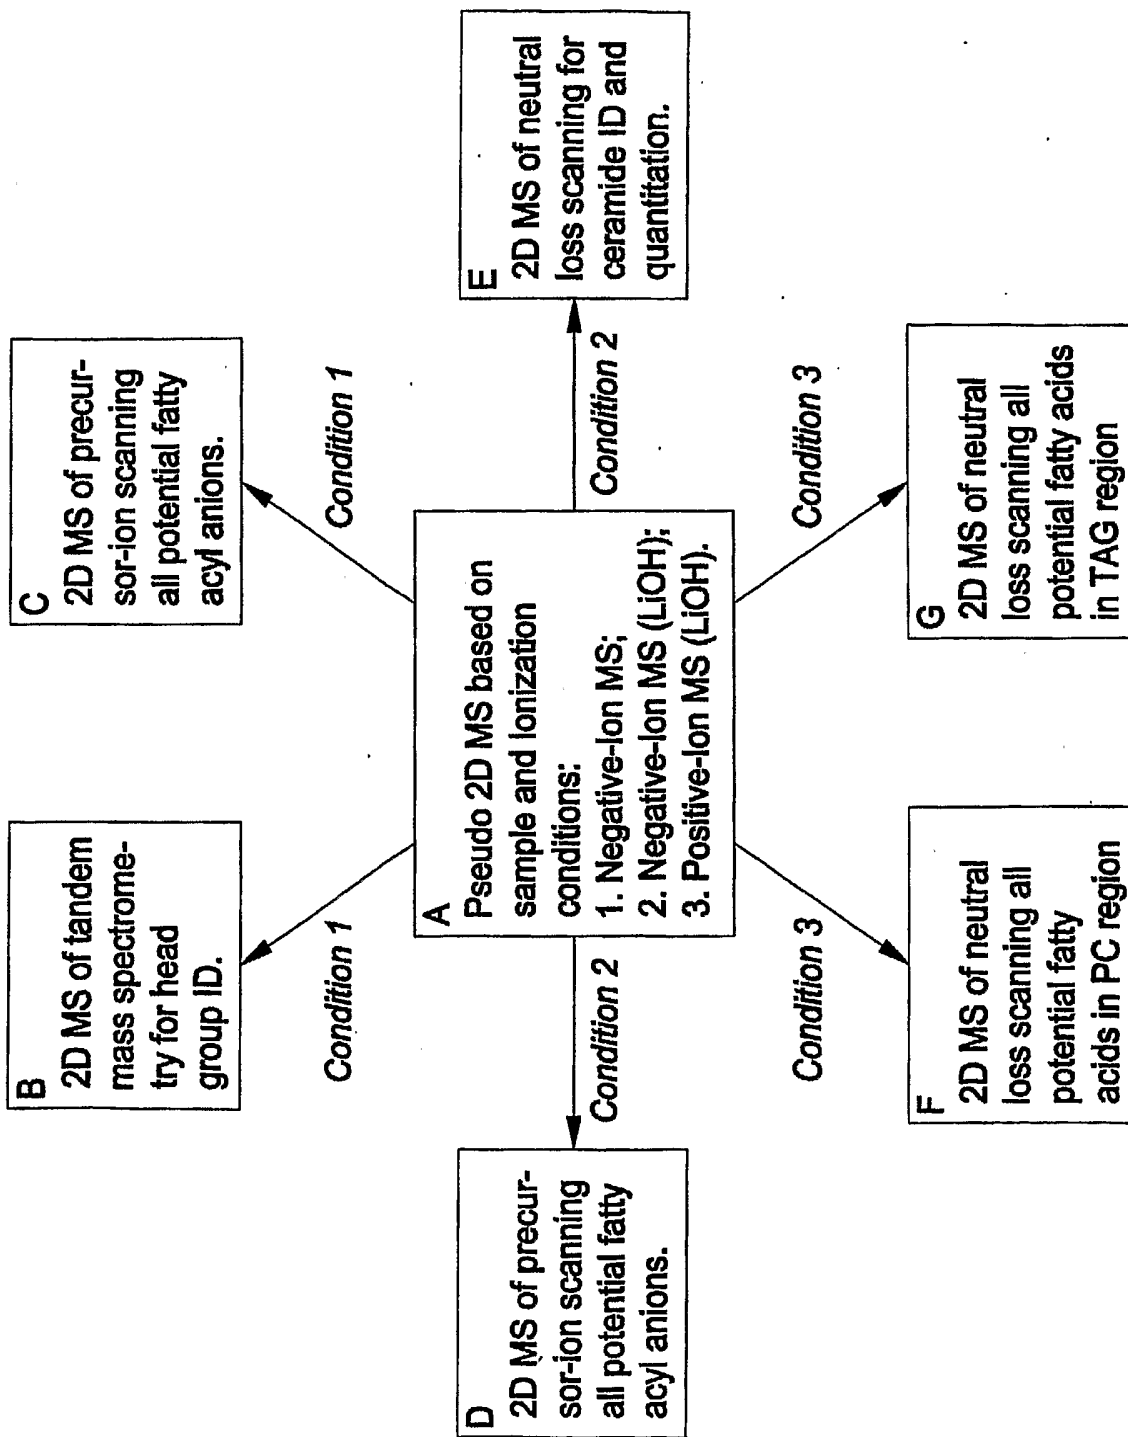 B
2D MS of tandem
mass spectrome-
try for head
group ID.
C
2D MS of precur-
sor-ion scanning
all potential fatty
acyl anions.
Condition 1
Condition 1
D
2D MS of precur-
sor-ion scanning
all potential fatty
acyl anions.
Condition 2
A
Pseudo 2D MS based on
sample and Ionization
conditions:
1. Negative-Ion MS;
2. Negative-Ion MS (LiOH);
3. Positive-Ion MS (LiOH).
Condition 2
E
2D MS of neutral
loss scanning for
ceramide ID and
quantitation.
Condition 3
Condition 3
F
2D MS of neutral
loss scanning all
potential fatty
acids in PC region
G
2D MS of neutral
loss scanning all
potential fatty acids
in TAG region